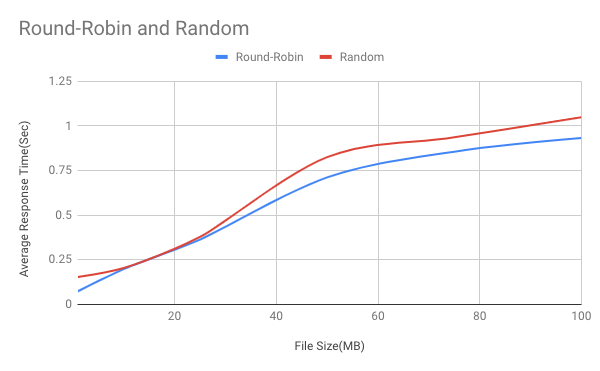 Round-Robin and Random
Round-Robin
Random
1.25
1
0.75
0.5
0.25
0
Average Response Time(Sec)
20
40
60
80
100
File Size(MB)